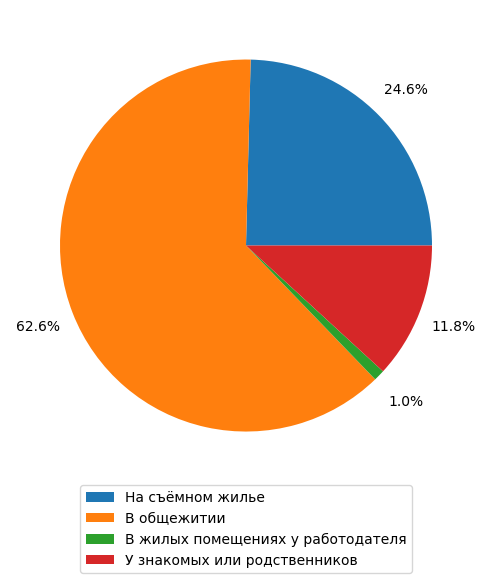 24.6%
62.6%
11.8%
1.0%
На съёмном жилье
В общежитии
В жилых помещениях у работодателя
У знакомых или родственников